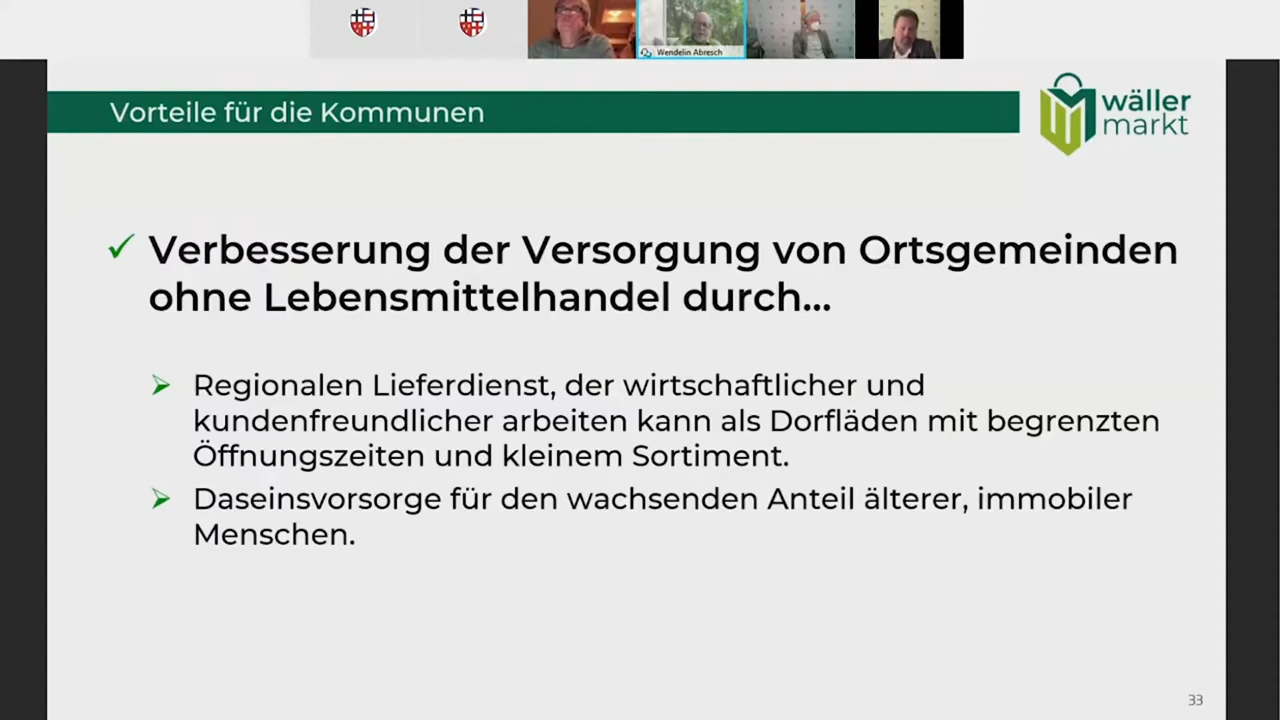 Wendelin Abresch
Vorteile für die Kommunen
wäller
markt
✓ Verbesserung der Versorgung von Ortsgemeinden
ohne Lebensmittelhandel durch...
➢ Regionalen Lieferdienst, der wirtschaftlicher und
kundenfreundlicher arbeiten kann als Dorfläden mit begrenzten
Öffnungszeiten und kleinem Sortiment.
➢ Daseinsvorsorge für den wachsenden Anteil älterer, immobiler
Menschen.
33